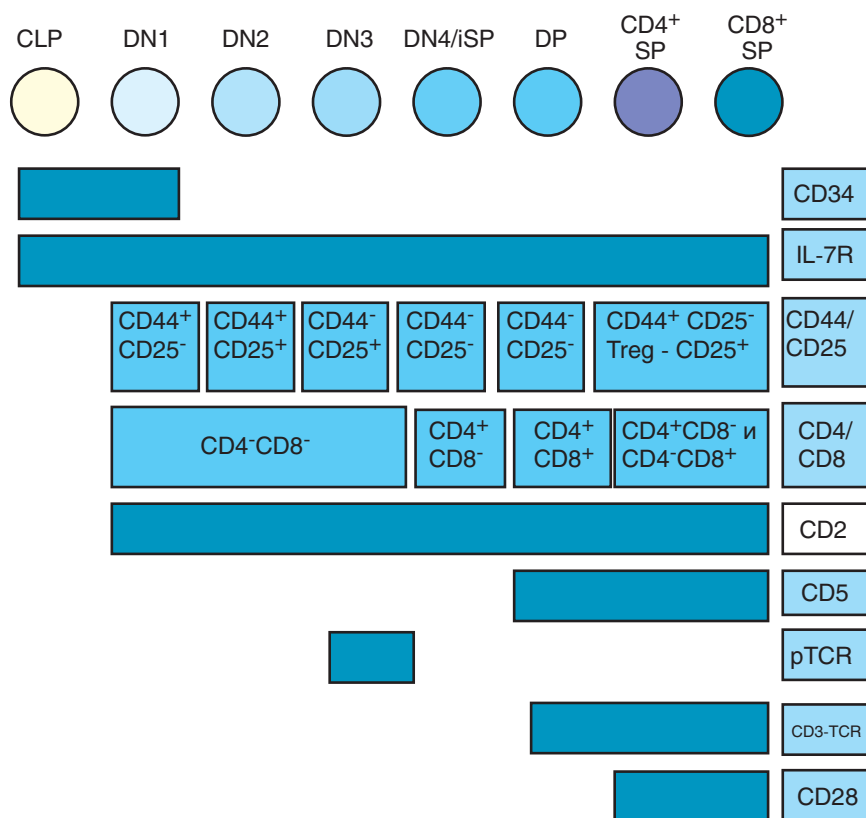 CLP DN1 DN2 DN3 DN4/iSP DP CD4⁺ SP CD8⁺ SP
CD34
IL-7R
CD44⁺ CD25⁻
CD44⁺ CD25⁺
CD44⁻ CD25⁺
CD44⁻ CD25⁻
CD44⁻ CD25⁻
CD44⁺ CD25⁻
Treg - CD25⁺
CD44/
CD25
CD4⁻CD8⁻
CD4⁺
CD8⁻
CD4⁺
CD8⁺
CD4⁺CD8⁻ и
CD4⁻CD8⁺
CD4/
CD8
CD2
CD5
pTCR
CD3-TCR
CD28